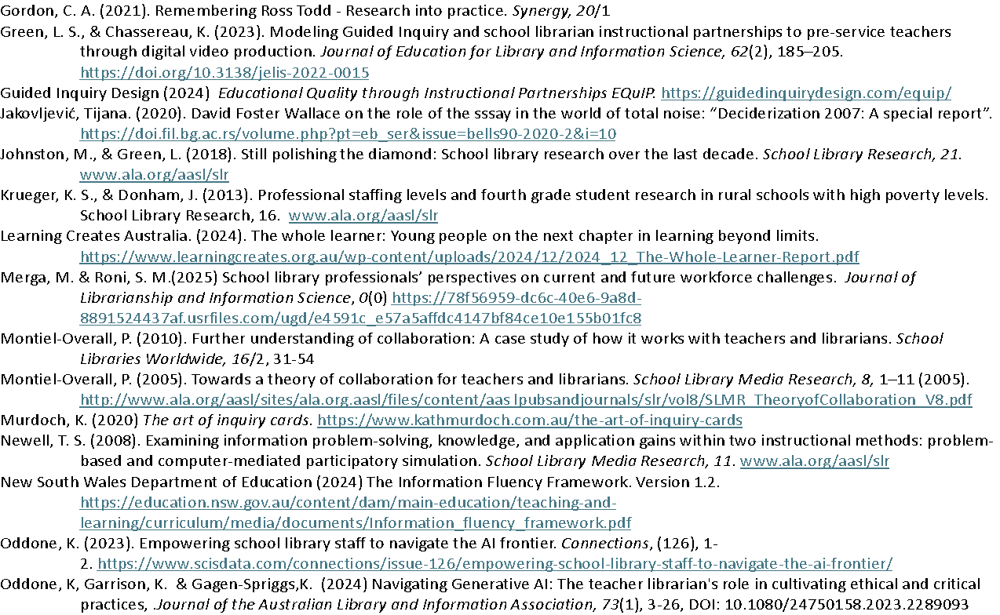 Gordon, C. A. (2021). Remembering Ross Todd - Research into practice. Synergy, 20/1
Green, L. S., & Chassereau, K. (2023). Modeling Guided Inquiry and school librarian instructional partnerships to pre-service teachers
through digital video production. Journal of Education for Library and Information Science, 62(2), 185–205.
https://doi.org/10.3138/jelis-2022-0015
Guided Inquiry Design (2024)  Educational Quality through Instructional Partnerships EQuIP. https://guidedinquirydesign.com/equip/
Jakovljević, Tijana. (2020). David Foster Wallace on the role of the sssay in the world of total noise: “Deciderization 2007: A special report”.
https://doi.fil.bg.ac.rs/volume.php?pt=eb_ser&issue=bells90-2020-2&i=10
Johnston, M., & Green, L. (2018). Still polishing the diamond: School library research over the last decade. School Library Research, 21.
www.ala.org/aasl/slr
Krueger, K. S., & Donham, J. (2013). Professional staffing levels and fourth grade student research in rural schools with high poverty levels.
School Library Research, 16.  www.ala.org/aasl/slr
Learning Creates Australia. (2024). The whole learner: Young people on the next chapter in learning beyond limits.
https://www.learningcreates.org.au/wp-content/uploads/2024/12/2024_12_The-Whole-Learner-Report.pdf
Merga, M. & Roni, S. M.(2025) School library professionals’ perspectives on current and future workforce challenges.  Journal of
Librarianship and Information Science, 0(0) https://78f56959-dc6c-40e6-9a8d-
8891524437af.usrfiles.com/ugd/e4591c_e57a5affdc4147bf84ce10e155b01fc8
Montiel-Overall, P. (2010). Further understanding of collaboration: A case study of how it works with teachers and librarians. School
Libraries Worldwide, 16/2, 31-54
Montiel-Overall, P. (2005). Towards a theory of collaboration for teachers and librarians. School Library Media Research, 8, 1–11 (2005).
http://www.ala.org/aasl/sites/ala.org.aasl/files/content/aas lpubsandjournals/slr/vol8/SLMR_TheoryofCollaboration_V8.pdf
Murdoch, K. (2020) The art of inquiry cards. https://www.kathmurdoch.com.au/the-art-of-inquiry-cards
Newell, T. S. (2008). Examining information problem-solving, knowledge, and application gains within two instructional methods: problem-
based and computer-mediated participatory simulation. School Library Media Research, 11. www.ala.org/aasl/slr
New South Wales Department of Education (2024) The Information Fluency Framework. Version 1.2.
https://education.nsw.gov.au/content/dam/main-education/teaching-and-
learning/curriculum/media/documents/Information_fluency_framework.pdf
Oddone, K. (2023). Empowering school library staff to navigate the AI frontier. Connections, (126), 1-
2. https://www.scisdata.com/connections/issue-126/empowering-school-library-staff-to-navigate-the-ai-frontier/
Oddone, K, Garrison, K.  & Gagen-Spriggs,K.  (2024) Navigating Generative AI: The teacher librarian's role in cultivating ethical and critical
practices, .Journal of the Australian Library and Information Association, 73(1), 3-26, DOI: 10.1080/24750158.2023.2289093